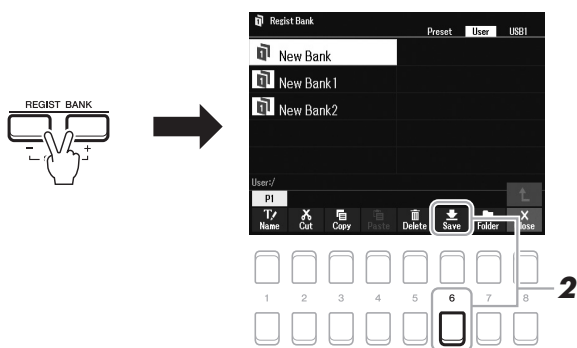 Regist Bank
Preset User USB1
New Bank
New Bank1
New Bank2
REGIST BANK
- +
User:/
P1
Name Cut Copy Paste Delete Save Folder Close
1 2 3 4 5 6 7 8
2